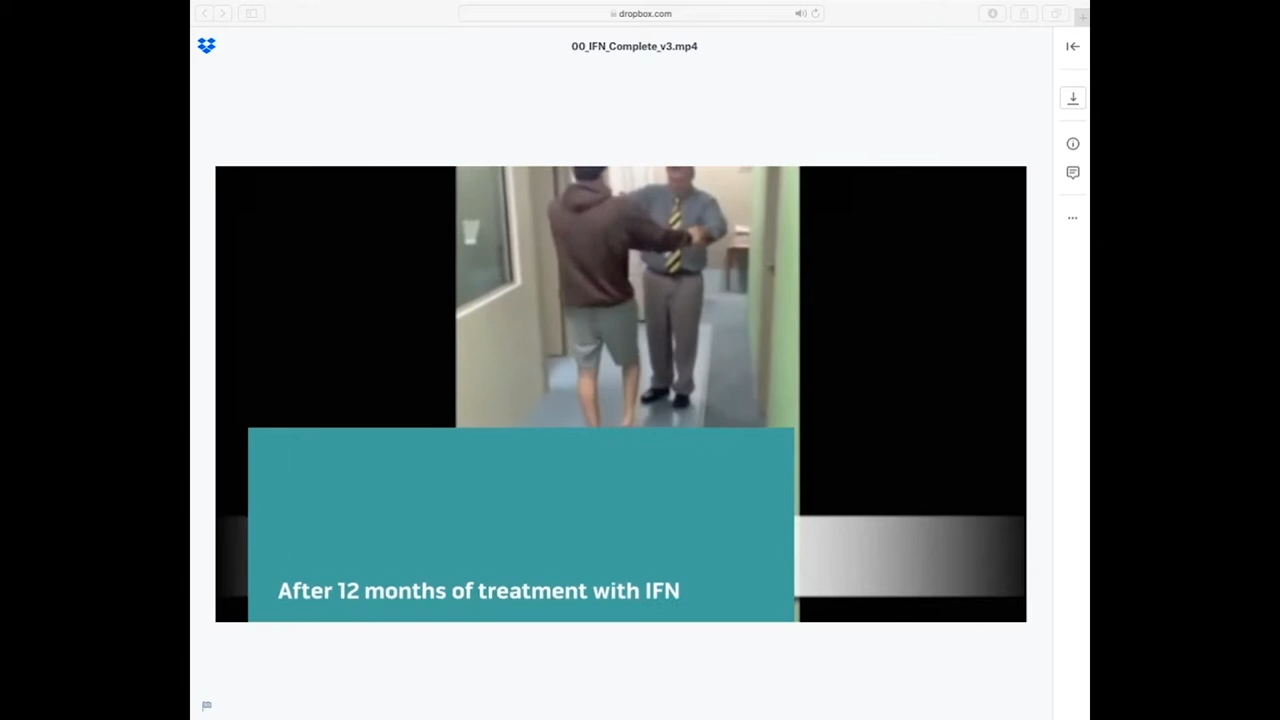 dropbox.com
00_IFN_Complete_v3.mp4
After 12 months of treatment with IFN